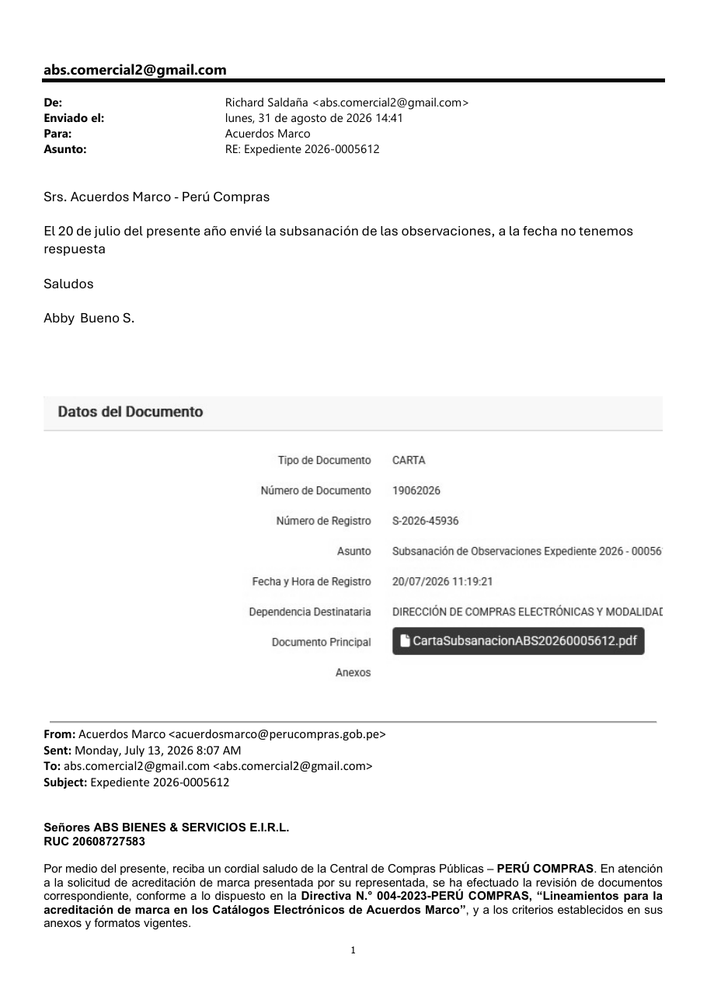 abs.comercial2@gmail.com
De: Richard Saldaña <abs.comercial2@gmail.com>
Enviado el: lunes, 31 de agosto de 2026 14:41
Para: Acuerdos Marco
Asunto: RE: Expediente 2026-0005612
Srs. Acuerdos Marco - Perú Compras
El 20 de julio del presente año envié la subsanación de las observaciones, a la fecha no tenemos
respuesta
Saludos
Abby  Bueno S.
Datos del Documento
Tipo de Documento CARTA
Número de Documento 19062026
Número de Registro S-2026-45936
Asunto Subsanación de Observaciones Expediente 2026 - 00056
Fecha y Hora de Registro 20/07/2026 11:19:21
Dependencia Destinataria DIRECCIÓN DE COMPRAS ELECTRÓNICAS Y MODALIDAD
Documento Principal CartaSubsanacionABS20260005612.pdf
Anexos
From: Acuerdos Marco <acuerdosmarco@perucompras.gob.pe>
Sent: Monday, July 13, 2026 8:07 AM
To: abs.comercial2@gmail.com <abs.comercial2@gmail.com>
Subject: Expediente 2026-0005612
Señores ABS BIENES & SERVICIOS E.I.R.L.
RUC 20608727583
Por medio del presente, reciba un cordial saludo de la Central de Compras Públicas – PERÚ COMPRAS. En atención
a la solicitud de acreditación de marca presentada por su representada, se ha efectuado la revisión de documentos
correspondiente, conforme a lo dispuesto en la Directiva N.° 004-2023-PERÚ COMPRAS, “Lineamientos para la
acreditación de marca en los Catálogos Electrónicos de Acuerdos Marco”, y a los criterios establecidos en sus
anexos y formatos vigentes.
1